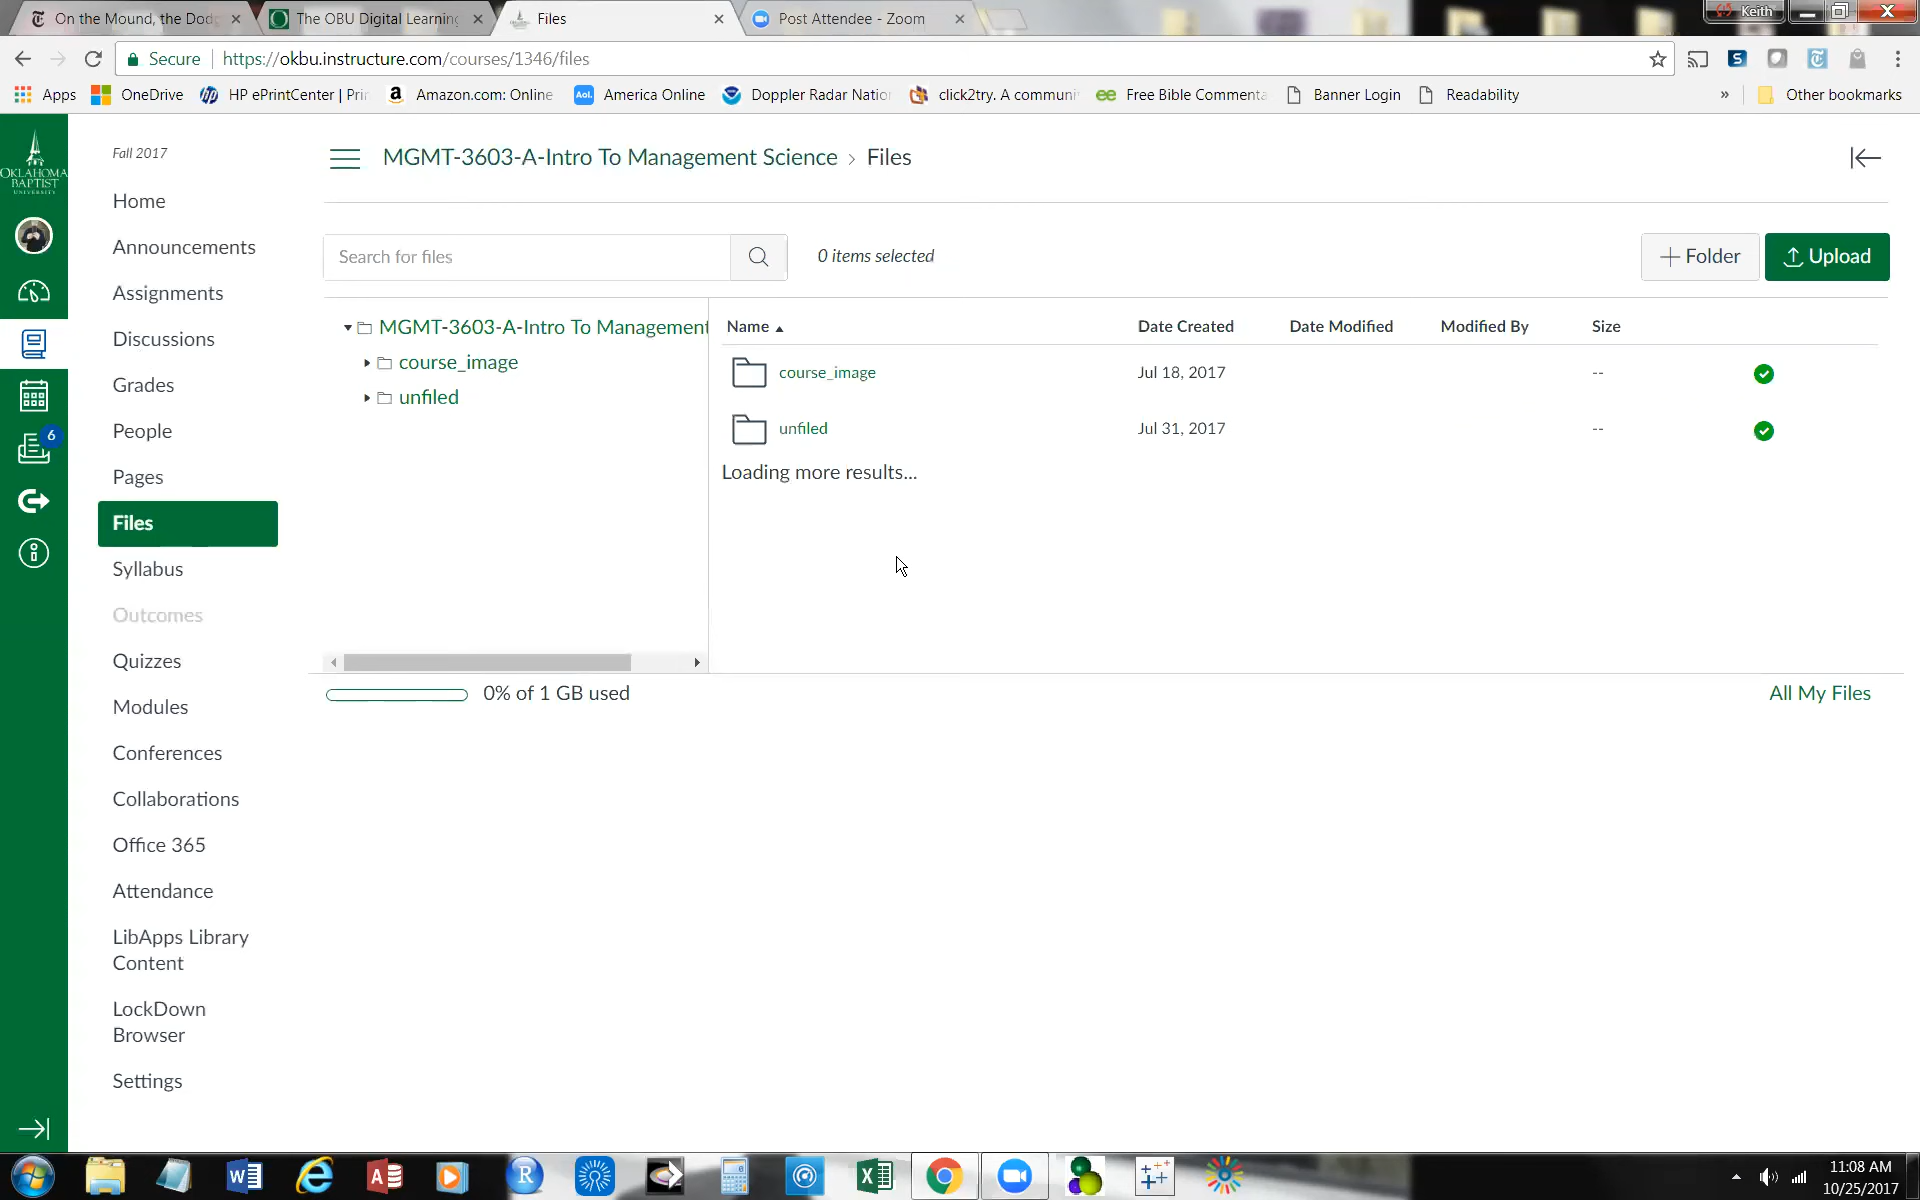 On the Mound, the Dod
The OBU Digital Learning
Files
Post Attendee - Zoom
Keith
Secure
https://okbu.instructure.com/courses/1346/files
Apps
OneDrive
HP ePrintCenter | Pri
Amazon.com: Online
Aol.
America Online
Doppler Radar Natio
click2try. A communi
Free Bible Commenta
Banner Login
Readability
»
Other bookmarks
OKLAHOMA
BAPTIST
UNIVERSITY
6
Fall 2017
Home
Announcements
Assignments
Discussions
Grades
People
Pages
Files
Syllabus
Outcomes
Quizzes
Modules
Conferences
Collaborations
Office 365
Attendance
LibApps Library
Content
LockDown
Browser
Settings
MGMT-3603-A-Intro To Management Science › Files
Search for files
0 items selected
Folder
Upload
MGMT-3603-A-Intro To Management
course_image
unfiled
Name
Date Created
Date Modified
Modified By
Size
course_image
Jul 18, 2017
--
unfiled
Jul 31, 2017
--
Loading more results...
0% of 1 GB used
All My Files
11:08 AM
10/25/2017